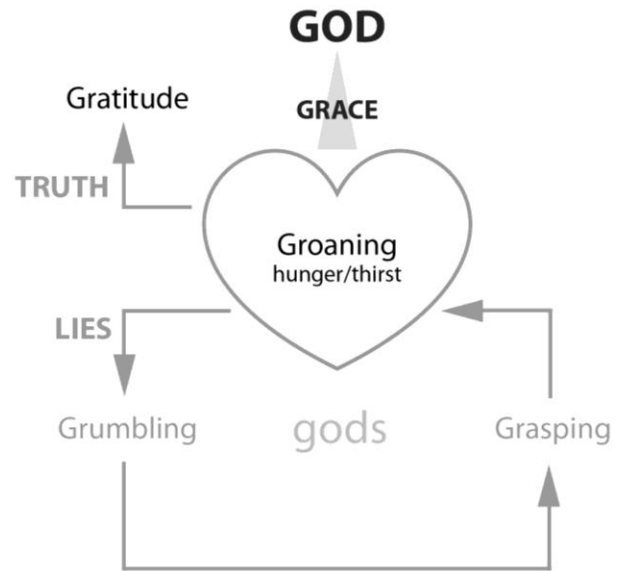 GOD
Gratitude
GRACE
TRUTH
Groaning
hunger/thirst
LIES
Grumbling
gods
Grasping